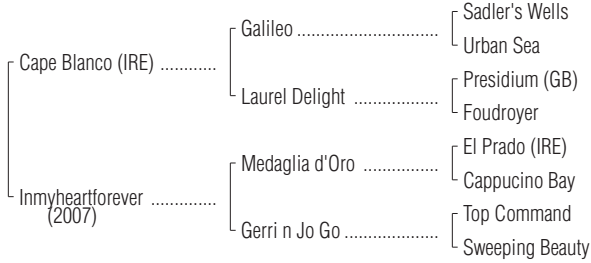 Sadler's Wells
Galileo ..............................
Urban Sea
Cape Blanco (IRE) ............
Presidium (GB)
Laurel Delight ..................
Foudroyer
El Prado (IRE)
Medaglia d'Oro ................
Cappucino Bay
Inmyheartforever ..............
(2007)
Top Command
Gerri n Jo Go ....................
Sweeping Beauty